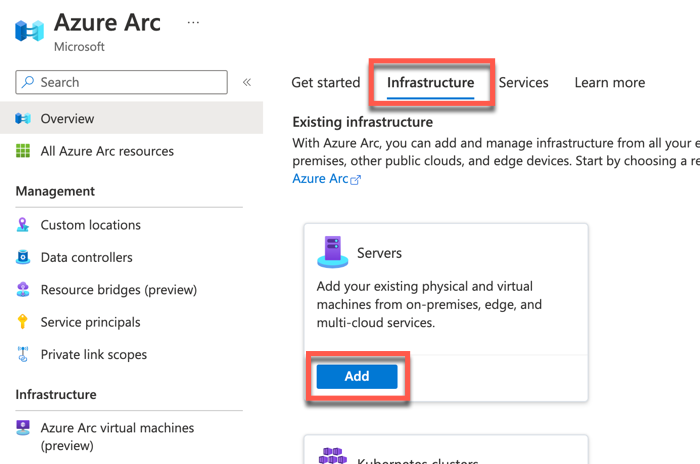 Azure Arc ...
Microsoft
Search
«
Overview
All Azure Arc resources
Management
Custom locations
Data controllers
Resource bridges (preview)
Service principals
Private link scopes
Infrastructure
Azure Arc virtual machines
(preview)
Get started Infrastructure Services Learn more
Existing infrastructure
With Azure Arc, you can add and manage infrastructure from all your e
premises, other public clouds, and edge devices. Start by choosing a re
Azure Arc
Servers
Add your existing physical and virtual
machines from on-premises, edge, and
multi-cloud services.
Add
Kubernetes clusters